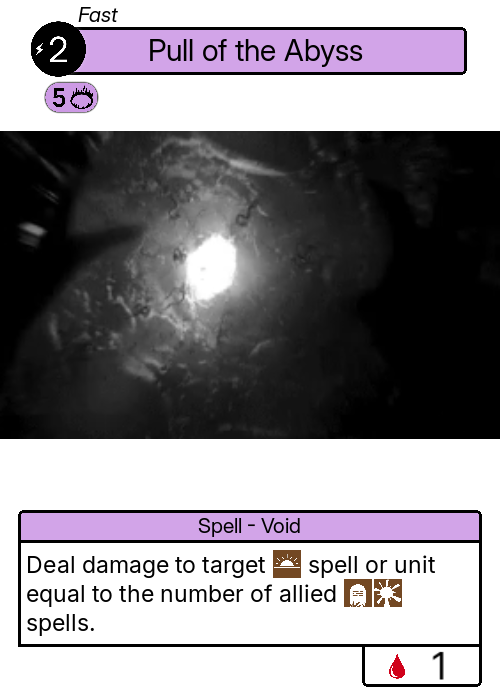 Fast
2
Pull of the Abyss
5
Spell - Void
Deal damage to target spell or unit
equal to the number of allied
spells.
1